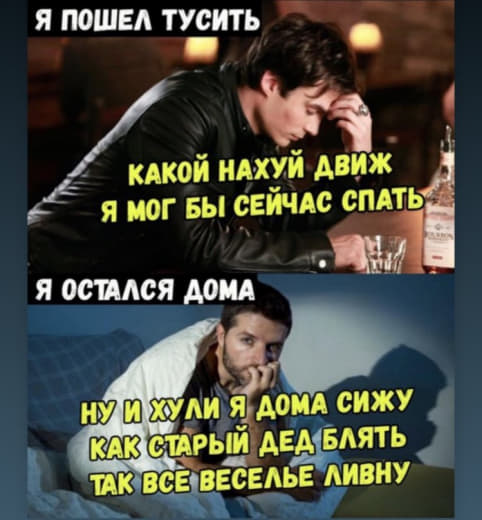 Я ПОШЕЛ ТУСИТЬ
КАКОЙ НАХУЙ ДВИЖ
Я МОГ БЫ СЕЙЧАС СПАТЬ
BOURBON
Я ОСТАЛСЯ ДОМА
НУ И ХУЛИ Я ДОМА СИЖУ
КАК СТАРЫЙ ДЕД БЛЯТЬ
ТАК ВСЕ ВЕСЕЛЬЕ ЛИВНУ